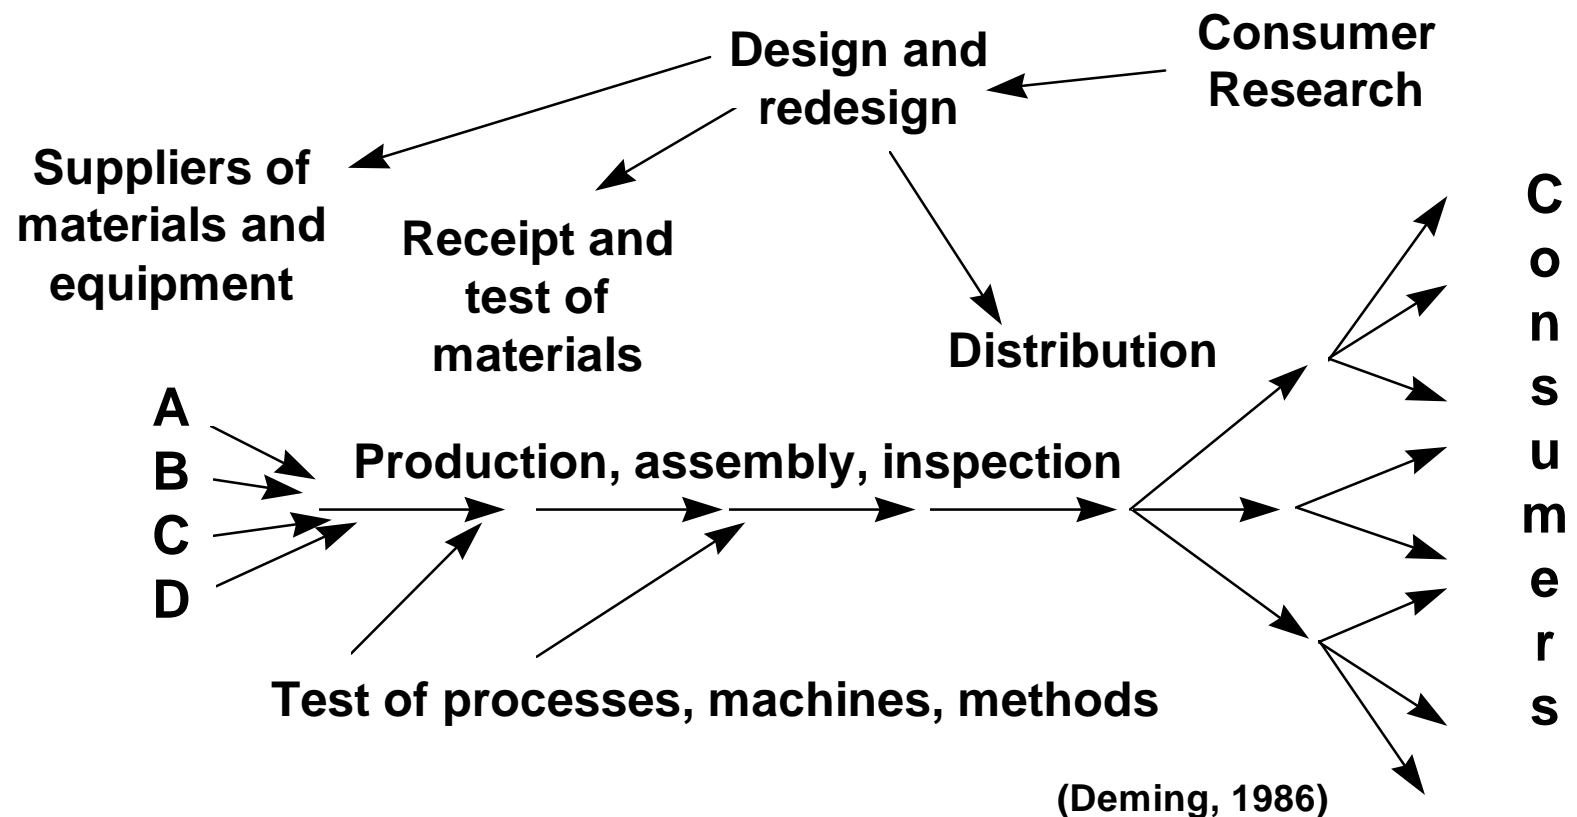 Design and
redesign
Consumer
Research
Suppliers of
materials and
equipment
Receipt and
test of
materials
Distribution
A
B
C
D
Production, assembly, inspection
Test of processes, machines, methods
C
o
n
s
u
m
e
r
s
(Deming, 1986)